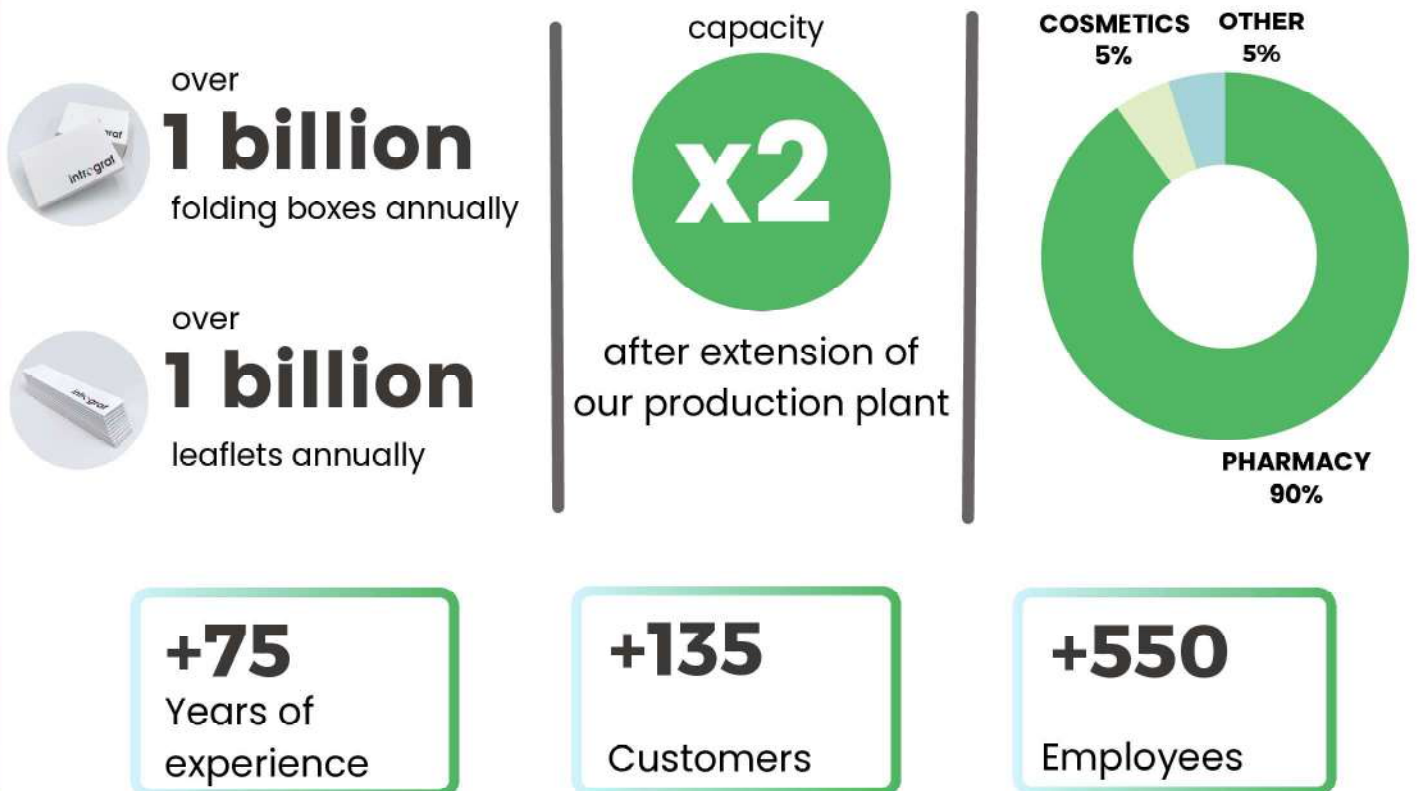 over
1 billion
folding boxes annually
over
1 billion
leaflets annually
capacity
x2
after extension of
our production plant
COSMETICS
5%
OTHER
5%
PHARMACY
90%
+75
Years of
experience
+135
Customers
+550
Employees